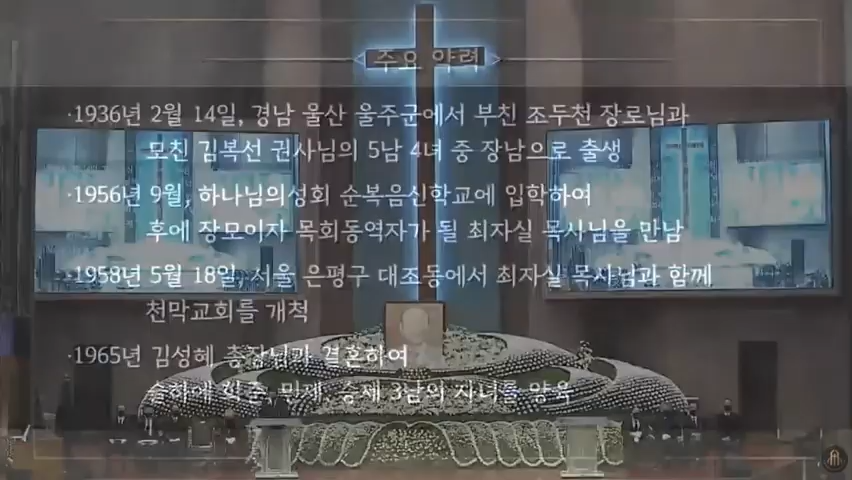 주요 약력
·1936년 2월 14일, 경남 울산 울주군에서 부친 조두천 장로님과
모친 김복선 권사님의 5남 4녀 중 장남으로 출생
·1956년 9월, 하나님의성회 순복음신학교에 입학하여
후에 장모이자 목회동역자가 될 최자실 목사님을 만남
·1958년 5월 18일, 서울 은평구 대조동에서 최자실 목사님과 함께
천막교회를 개척
·1965년 김성혜 총장님과 결혼하여
슬하에 희준, 민제, 승제 3남의 자녀를 양육